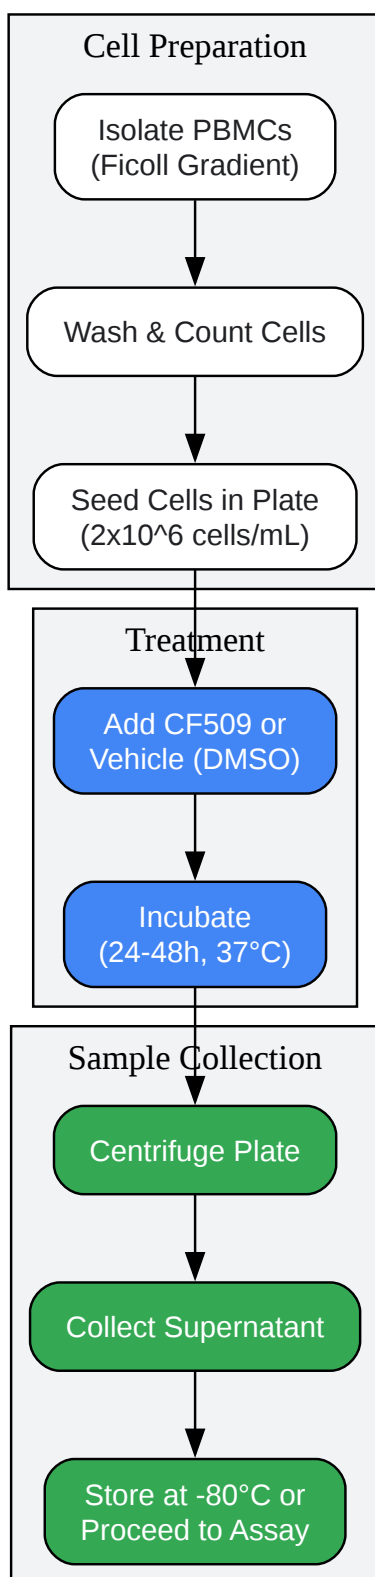 Cell Preparation
Isolate PBMCs
(Ficoll Gradient)
Wash & Count Cells
Seed Cells in Plate
(2x10^6 cells/mL)
Treatment
Add CF509 or
Vehicle (DMSO)
Incubate
(24-48h, 37°C)
Sample Collection
Centrifuge Plate
Collect Supernatant
Store at -80°C or
Proceed to Assay